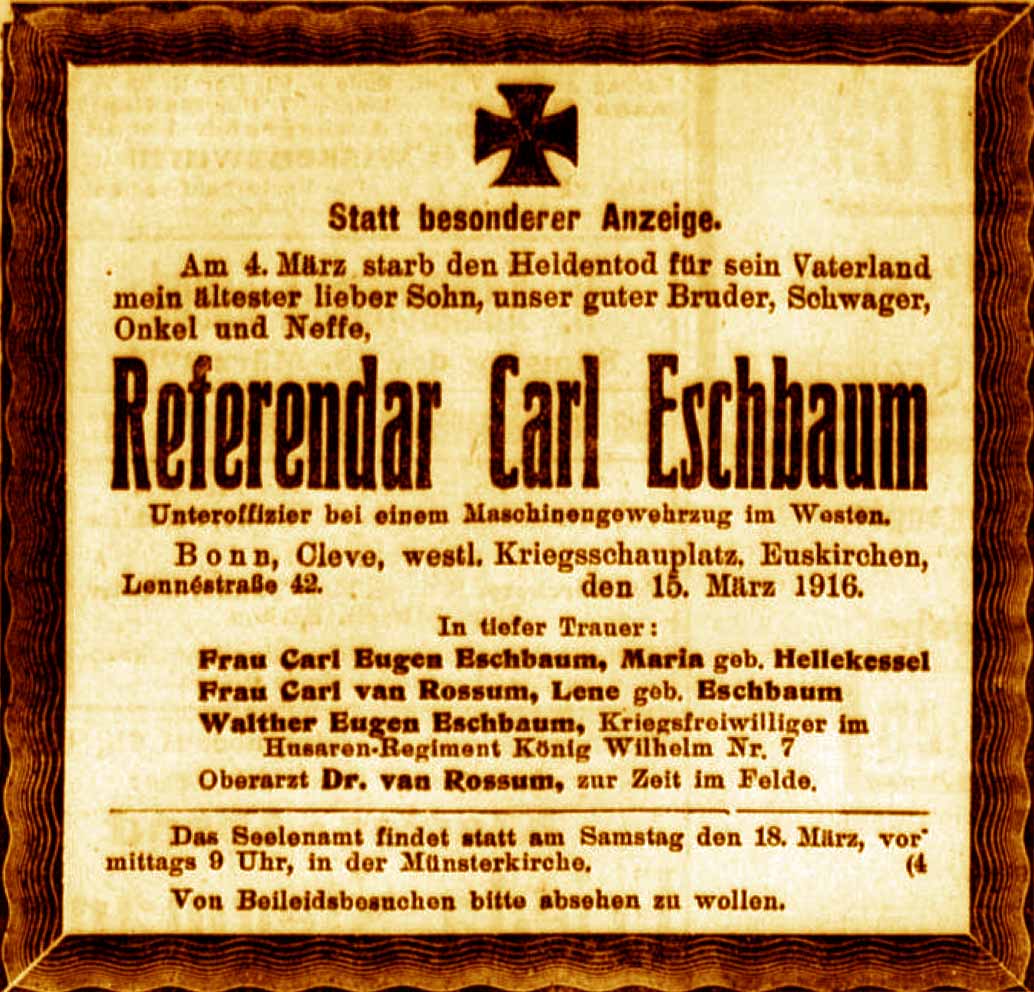 Statt besonderer Anzeige.
Am 4. März starb den Heldentod für sein Vaterland
mein ältester lieber Sohn, unser guter Bruder, Schwager,
Onkel und Neffe,
Referendar Carl Eschbaum
Unteroffizier bei einem Maschinengewehrzug im Westen.
Bonn, Cleve, westl. Kriegsschauplatz, Euskirchen,
Lennéstraße 42. den 15. März 1916.
In tiefer Trauer:
Frau Carl Eugen Eschbaum, Maria geb. Hellekessel
Frau Carl van Rossum, Lene geb. Eschbaum
Walther Eugen Eschbaum, Kriegsfreiwilliger im
Husaren-Regiment König Wilhelm Nr. 7
Oberarzt Dr. van Rossum, zur Zeit im Felde.
Das Seelenamt findet statt am Samstag den 18. März, vor-
mittags 9 Uhr, in der Münsterkirche. (4
Von Beileidsbesuchen bitte absehen zu wollen.